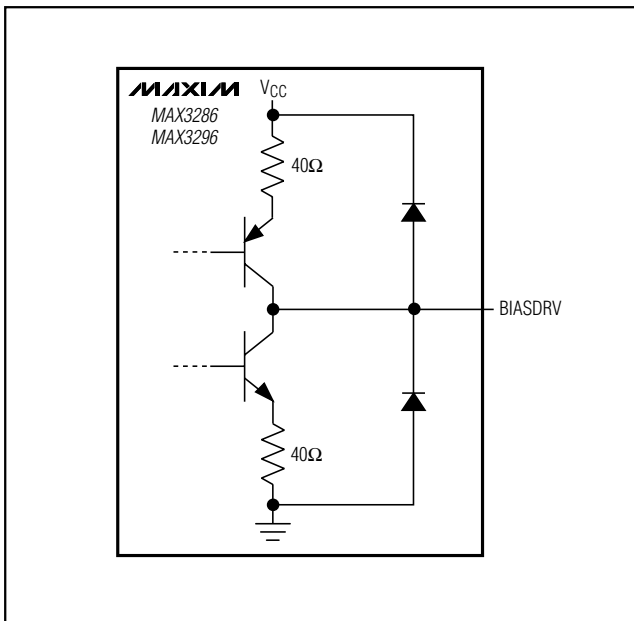 MAXIM
VCC
MAX3286
MAX3296
40Ω
BIASDRV
40Ω